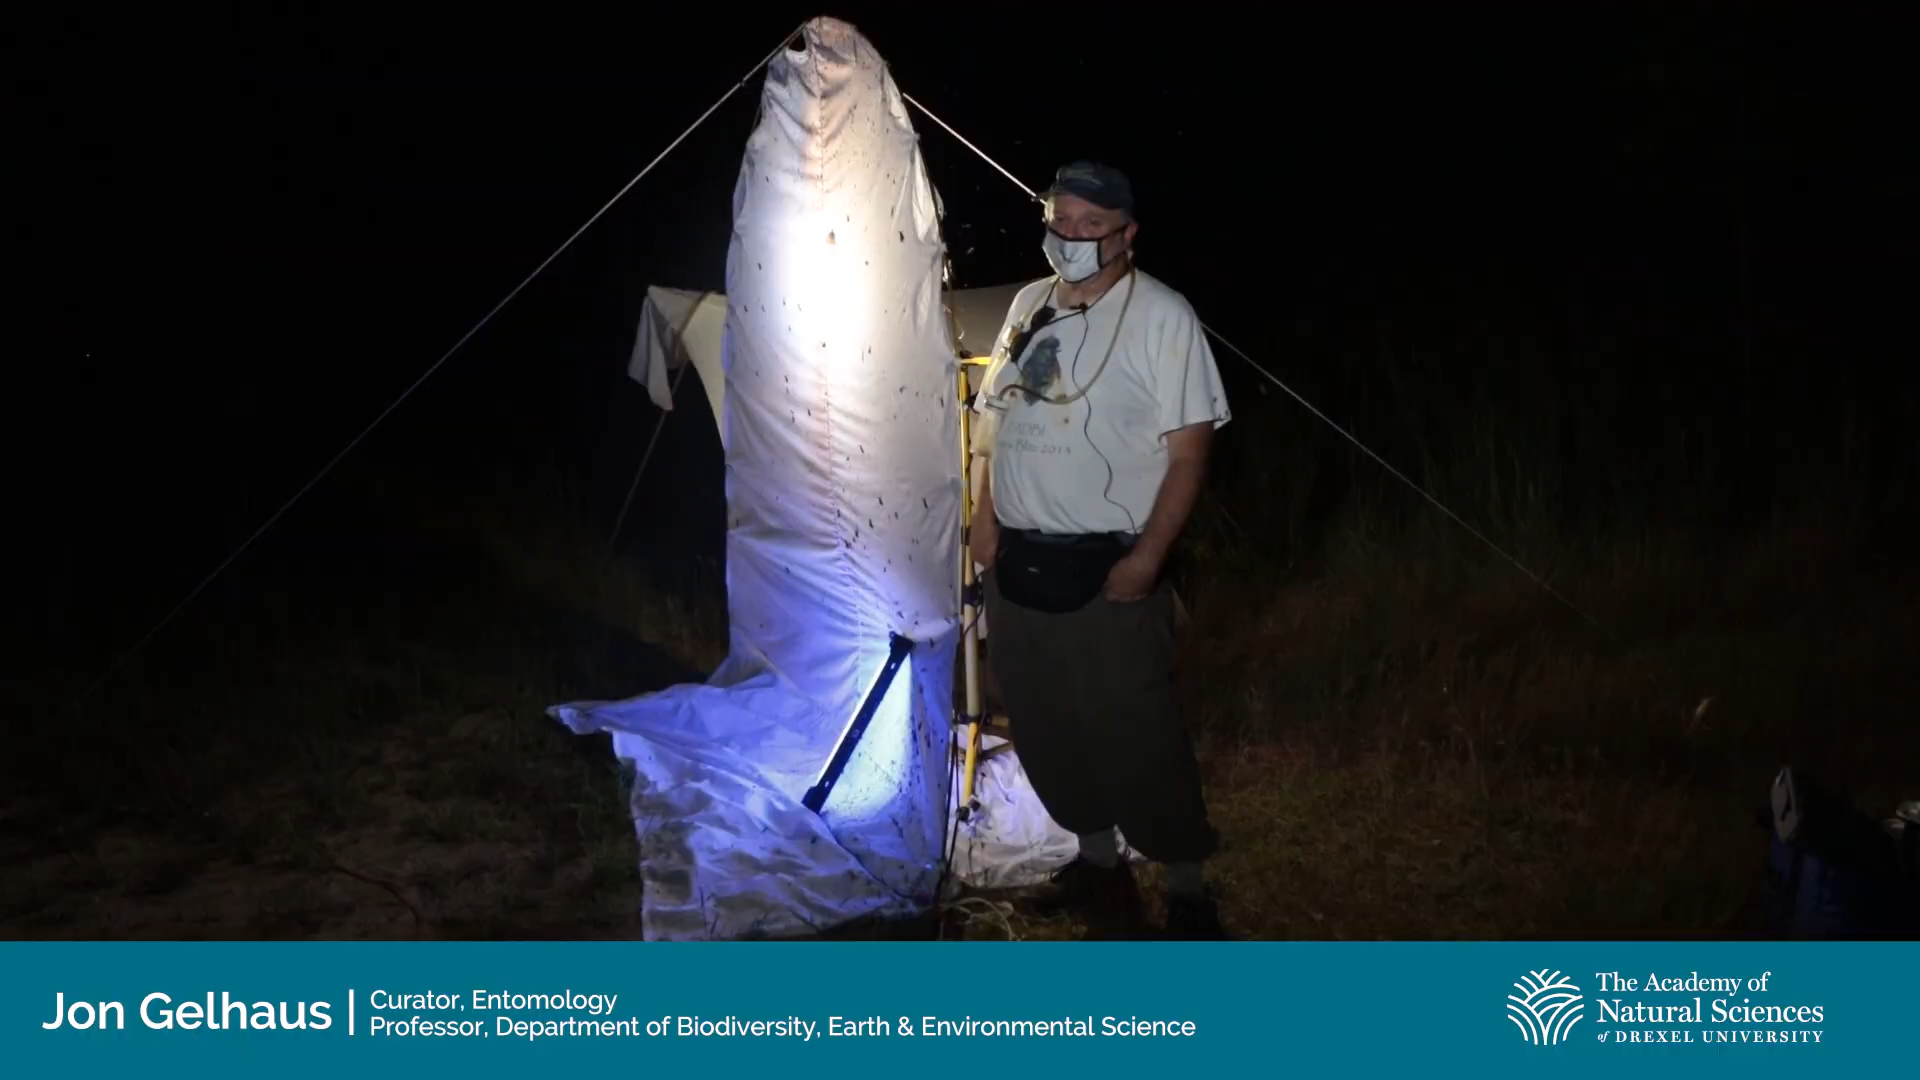 Jon Gelhaus
Curator, Entomology
Professor, Department of Biodiversity, Earth & Environmental Science
The Academy of
Natural Sciences
of DREXEL UNIVERSITY